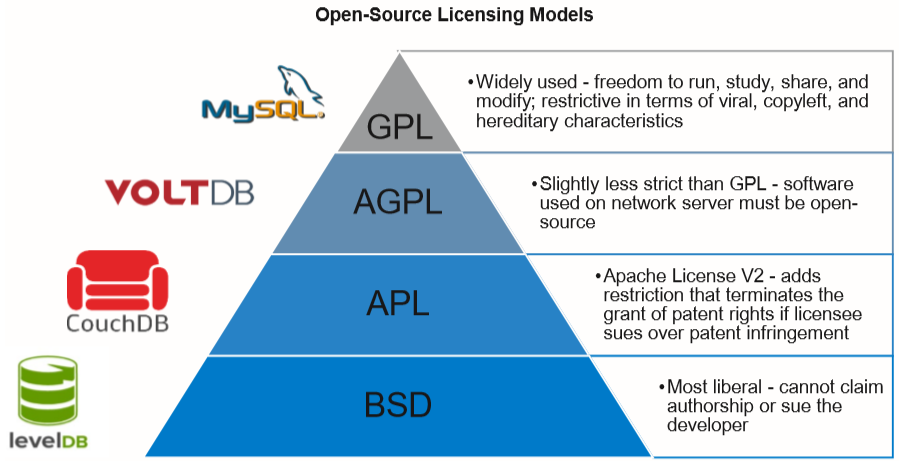 Open-Source Licensing Models
MySQL®
GPL
•Widely used - freedom to run, study, share, and
modify; restrictive in terms of viral, copyleft, and
hereditary characteristics
VOLTDB
AGPL
•Slightly less strict than GPL - software
used on network server must be open-
source
CouchDB
APL
•Apache License V2 - adds
restriction that terminates the
grant of patent rights if licensee
sues over patent infringement
levelDB
BSD
•Most liberal - cannot claim
authorship or sue the
developer